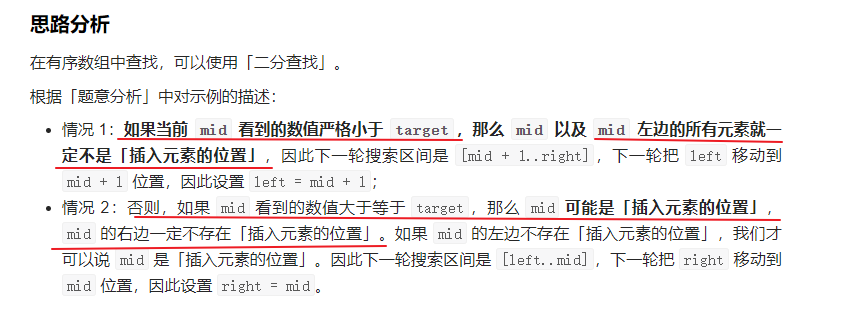 思路分析
在有序数组中查找,可以使用「二分查找」。
根据「题意分析」中对示例的描述:
• 情况 1:如果当前 mid 看到的数值严格小于 target,那么 mid 以及 mid 左边的所有元素就一
定不是「插入元素的位置」,因此下一轮搜索区间是 [mid + 1..right],下一轮把 left 移动到
mid + 1 位置,因此设置 left = mid + 1;
• 情况 2:否则,如果 mid 看到的数值大于等于 target,那么 mid 可能是「插入元素的位置」,
mid 的右边一定不存在「插入元素的位置」。如果 mid 的左边不存在「插入元素的位置」,我们才
可以说 mid 是「插入元素的位置」。因此下一轮搜索区间是 [left..mid],下一轮把 right 移动到
mid 位置,因此设置 right = mid。